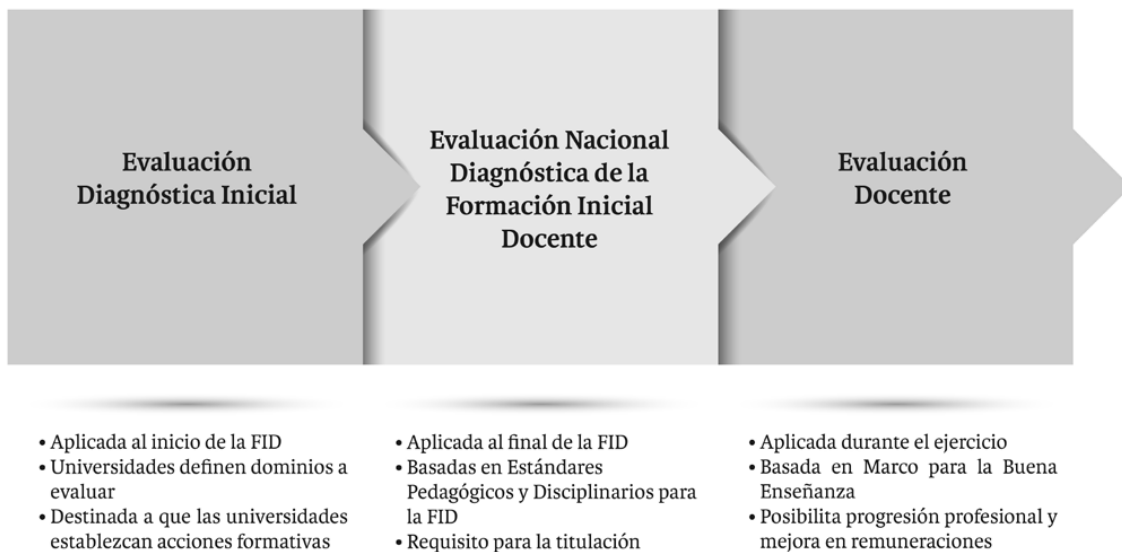 Evaluación
Diagnóstica Inicial
Evaluación Nacional
Diagnóstica de la
Formación Inicial
Docente
Evaluación
Docente
• Aplicada al inicio de la FID
• Universidades definen dominios a
evaluar
• Destinada a que las universidades
establezcan acciones formativas
• Aplicada al final de la FID
• Basadas en Estándares
Pedagógicos y Disciplinarios para
la FID
• Requisito para la titulación
• Aplicada durante el ejercicio
• Basada en Marco para la Buena
Enseñanza
• Posibilita progresión profesional y
mejora en remuneraciones